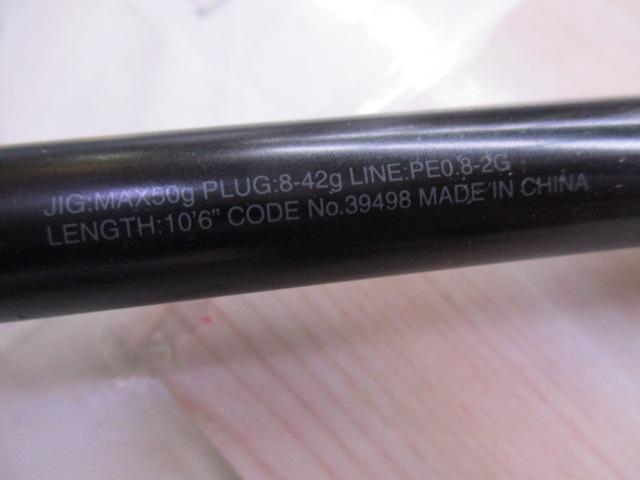 JIG:MAX50g PLUG:8-42g LINE:PE0.8-2G
LENGTH:10'6" CODE No.39498 MADE IN CHINA